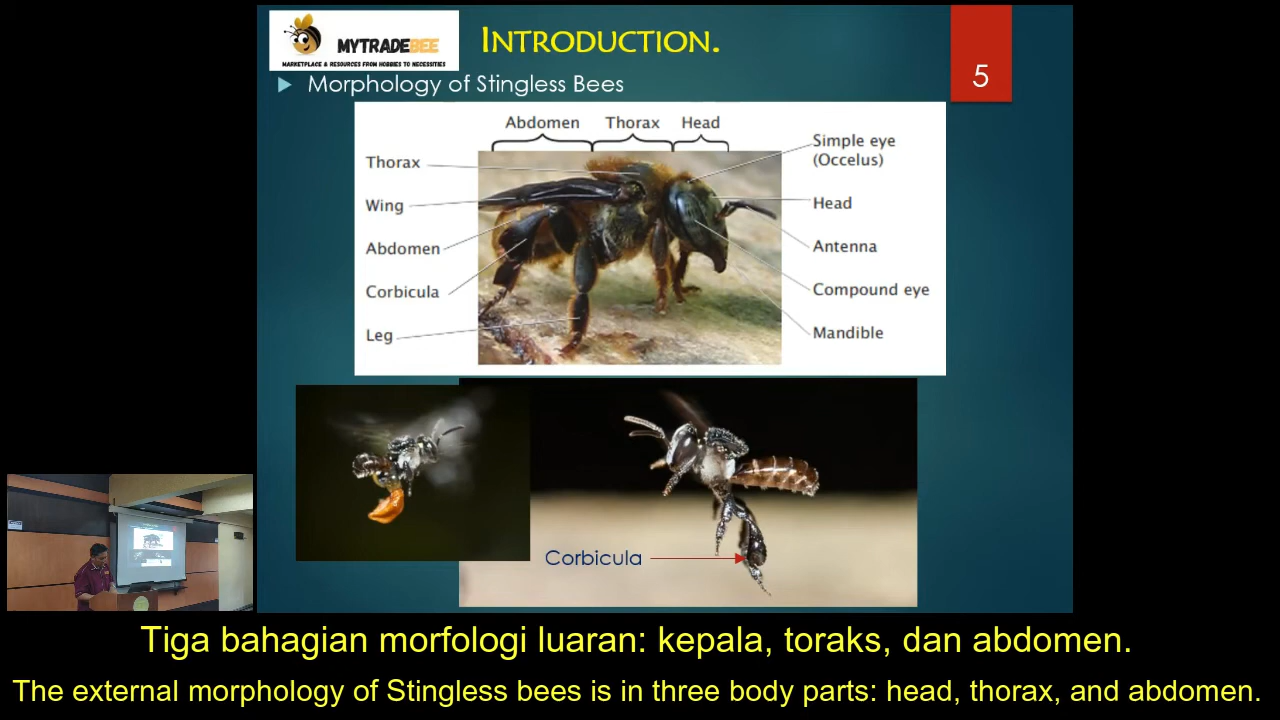 MYTRADEBEE
MARKETPLACE & RESOURCES FROM HOBBIES TO NECESSITIES
INTRODUCTION.
5
Morphology of Stingless Bees
Abdomen Thorax Head
Thorax
Wing
Abdomen
Corbicula
Leg
Simple eye
(Occelus)
Head
Antenna
Compound eye
Mandible
Corbicula
Tiga bahagian morfologi luaran: kepala, toraks, dan abdomen.
The external morphology of Stingless bees is in three body parts: head, thorax, and abdomen.